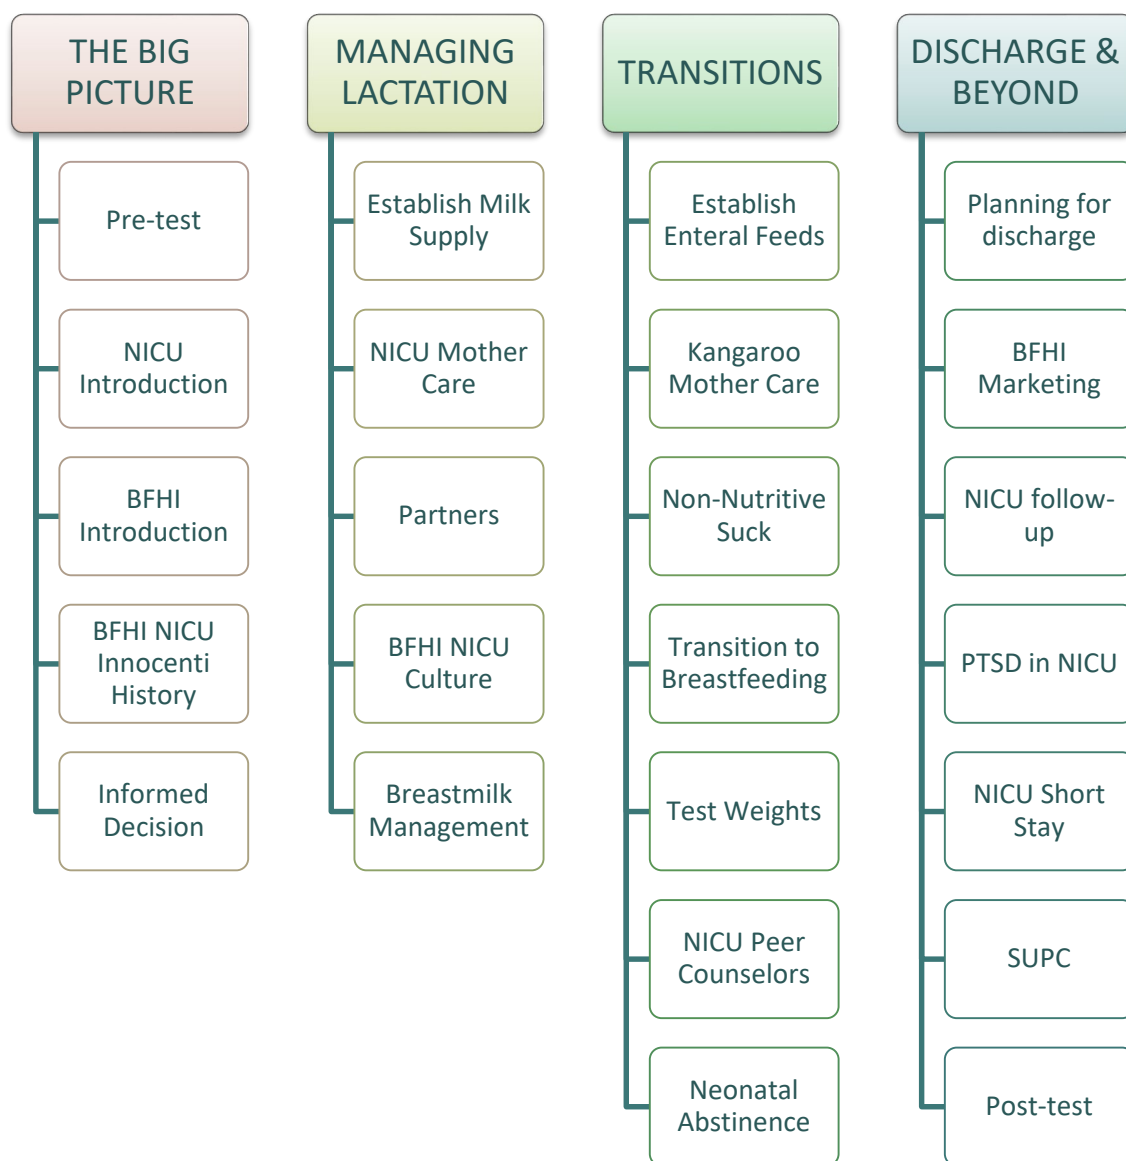 THE BIG
PICTURE
Pre-test
NICU
Introduction
BFHI
Introduction
BFHI NICU
Innocenti
History
Informed
Decision
MANAGING
LACTATION
Establish Milk
Supply
NICU Mother
Care
Partners
BFHI NICU
Culture
Breastmilk
Management
TRANSITIONS
Establish
Enteral Feeds
Kangaroo
Mother Care
Non-Nutritive
Suck
Transition to
Breastfeeding
Test Weights
NICU Peer
Counselors
Neonatal
Abstinence
DISCHARGE &
BEYOND
Planning for
discharge
BFHI
Marketing
NICU follow-
up
PTSD in NICU
NICU Short
Stay
SUPC
Post-test